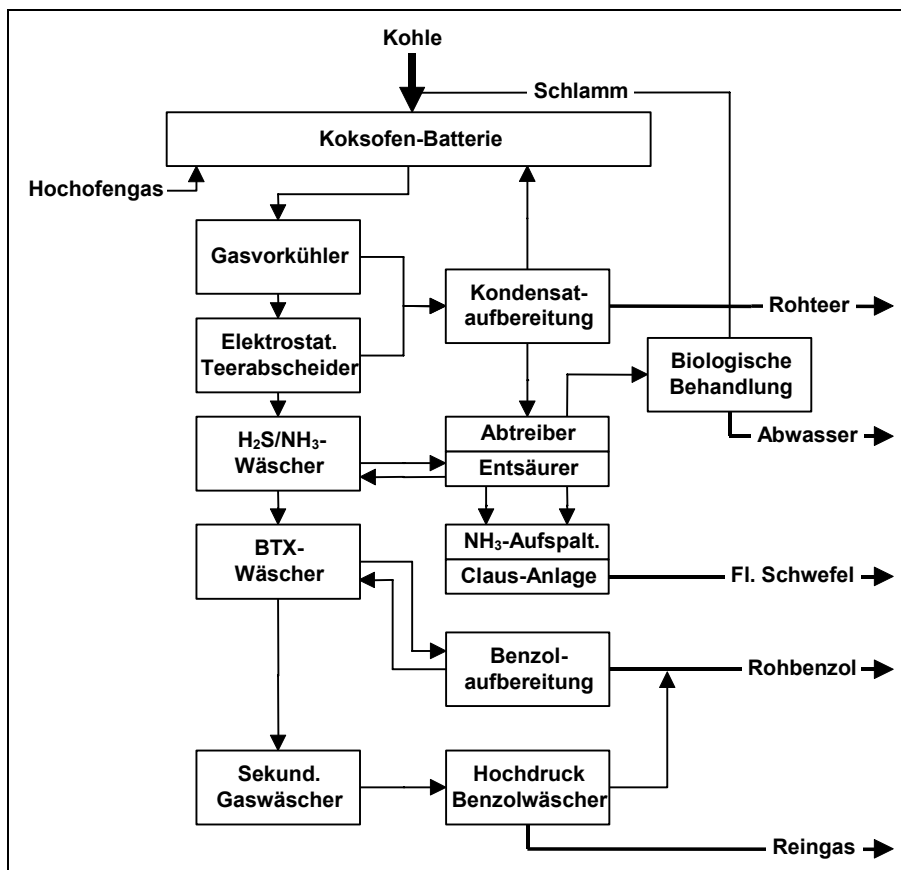 Kohle
Schlamm
Koksofen-Batterie
Hochofengas
Gasvorkühler
Kondensat-
aufbereitung
Rohteer
Elektrostat.
Teerabscheider
Biologische
Behandlung
H₂S/NH₃-
Wäscher
Abtreiber
Entsäurer
Abwasser
BTX-
Wäscher
NH₃-Aufspalt.
Claus-Anlage
Fl. Schwefel
Benzol-
aufbereitung
Rohbenzol
Sekund.
Gaswäscher
Hochdruck
Benzolwäscher
Reingas